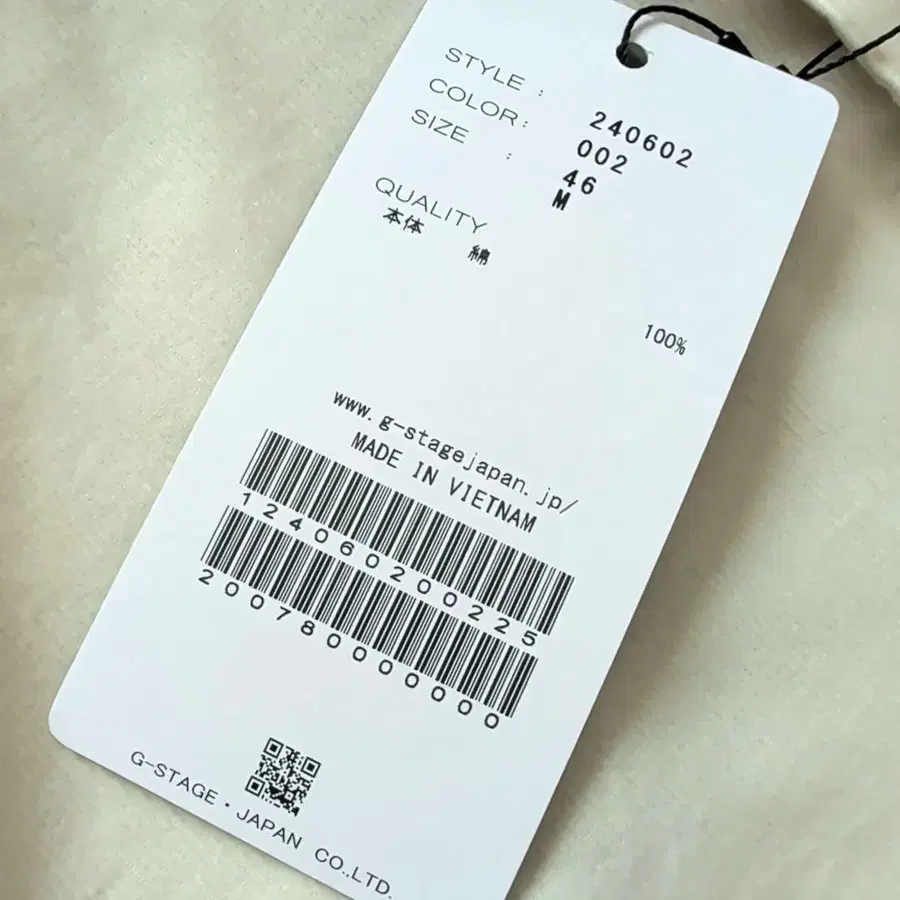 STYLE : 240602
COLOR: 002
SIZE : 46
M
QUALITY
本体 綿 100%
www.g-stagejapan.jp/
MADE IN VIETNAM
1240602002225
2007800000000
G-STAGE・JAPAN CO.,LTD.